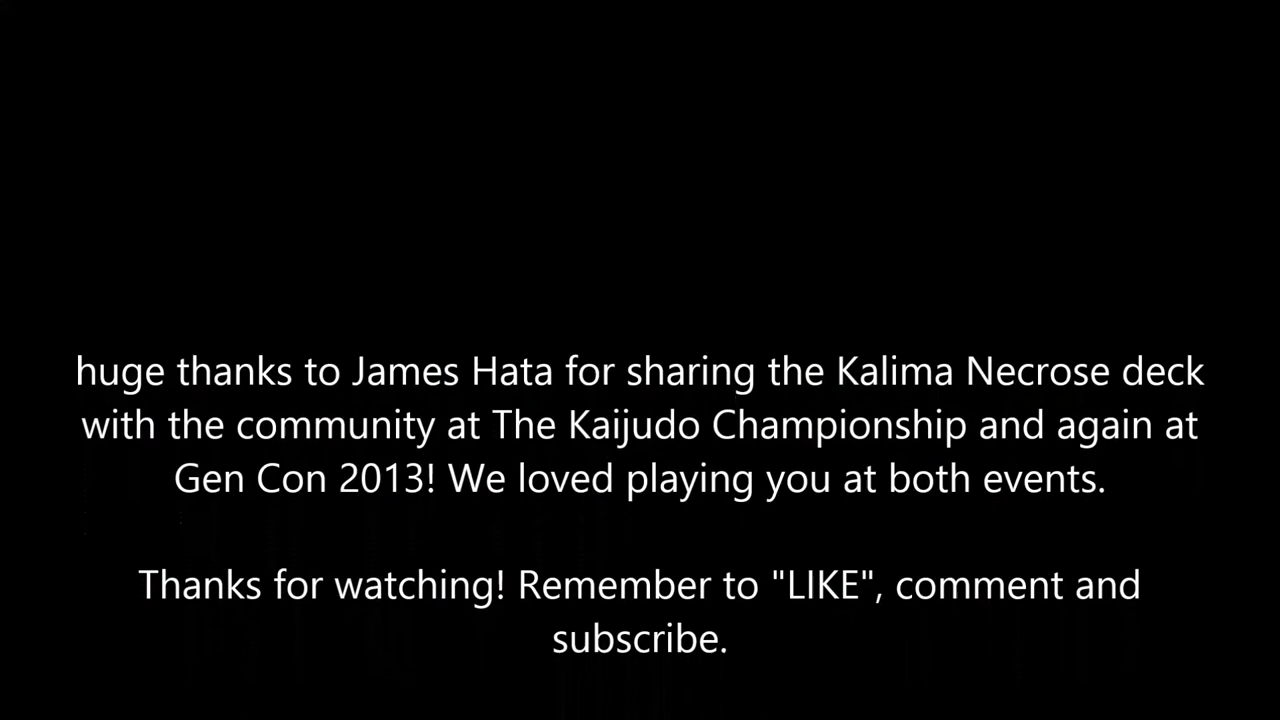 huge thanks to James Hata for sharing the Kalima Necrose deck
with the community at The Kaijudo Championship and again at
Gen Con 2013! We loved playing you at both events.
Thanks for watching! Remember to "LIKE", comment and
subscribe.